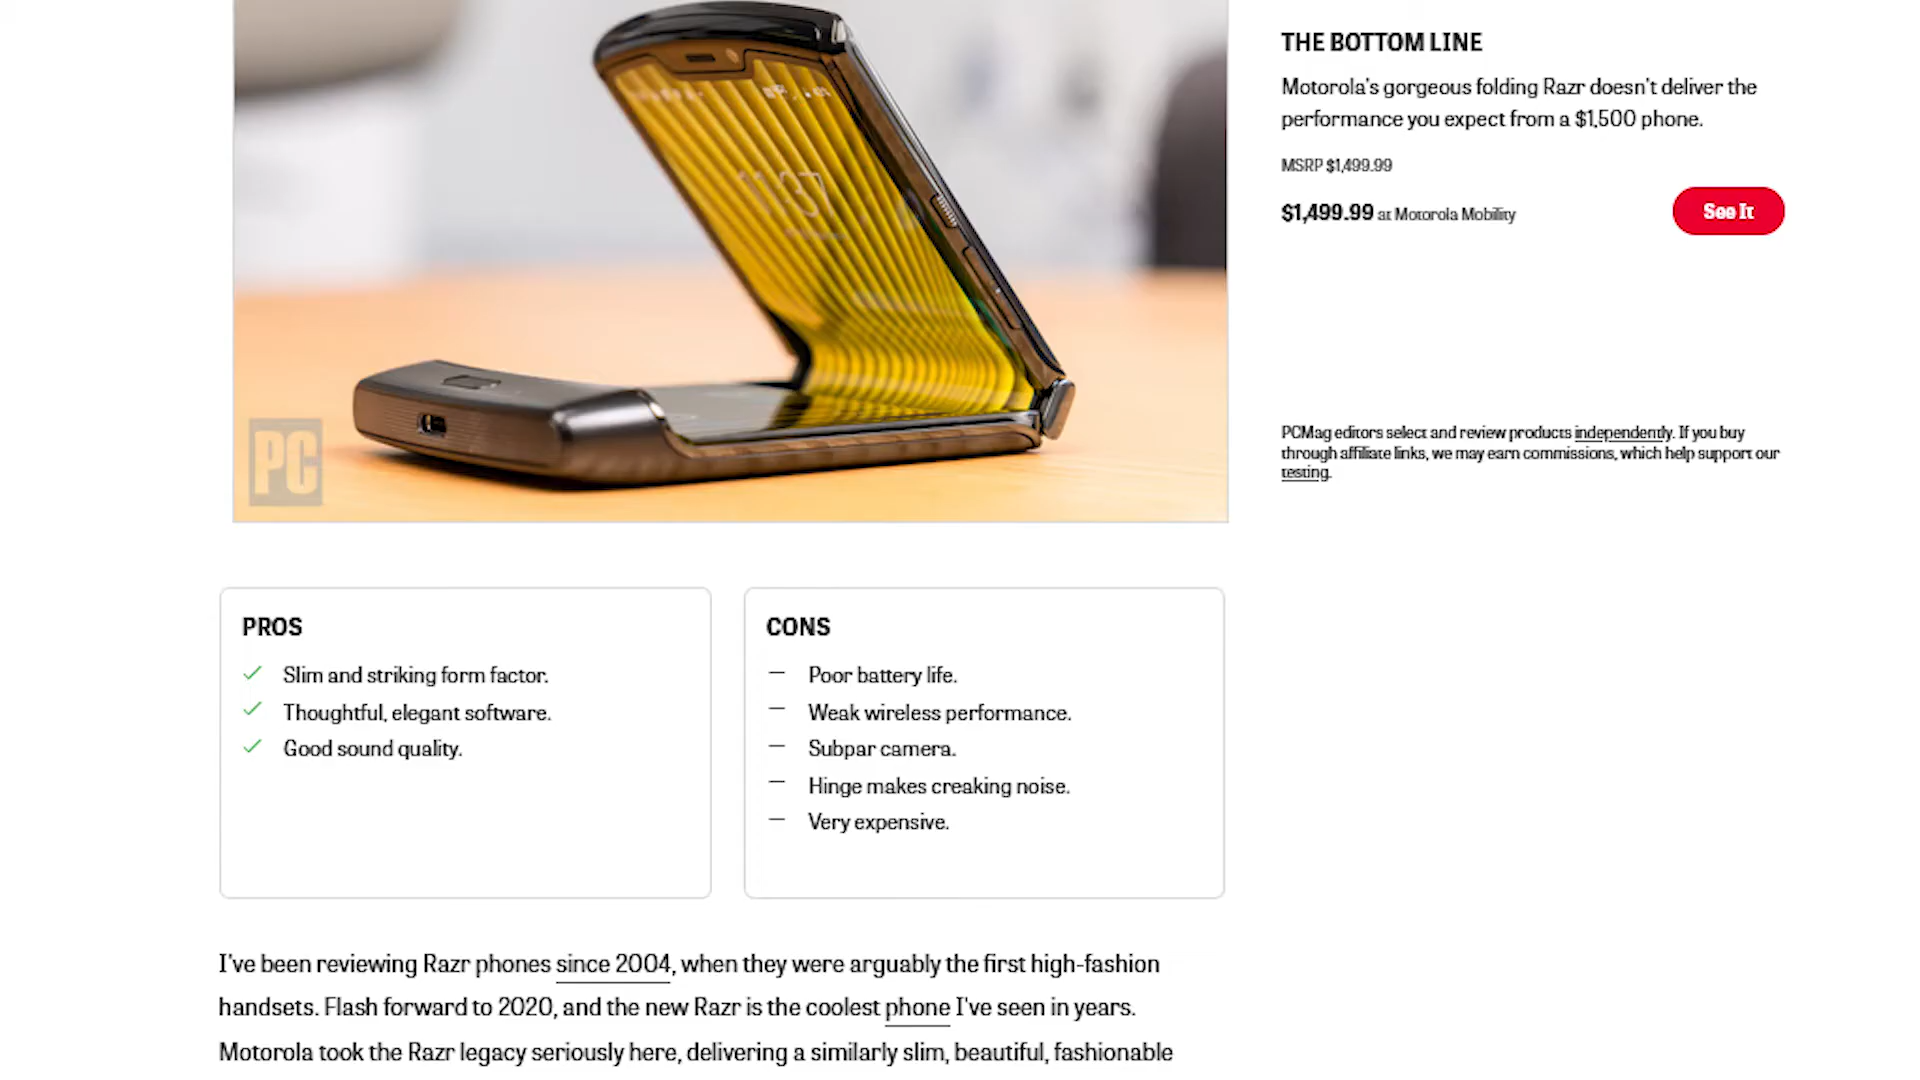 THE BOTTOM LINE
Motorola's gorgeous folding Razr doesn't deliver the
performance you expect from a $1,500 phone.
MSRP $1,499.99
$1,499.99 at Motorola Mobility
See It
PCMag editors select and review products independently. If you buy
through affiliate links, we may earn commissions, which help support our
testing.
PC
PROS
Slim and striking form factor.
Thoughtful, elegant software.
Good sound quality.
CONS
Poor battery life.
Weak wireless performance.
Subpar camera.
Hinge makes creaking noise.
Very expensive.
I've been reviewing Razr phones since 2004, when they were arguably the first high-fashion
handsets. Flash forward to 2020, and the new Razr is the coolest phone I've seen in years.
Motorola took the Razr legacy seriously here, delivering a similarly slim, beautiful, fashionable